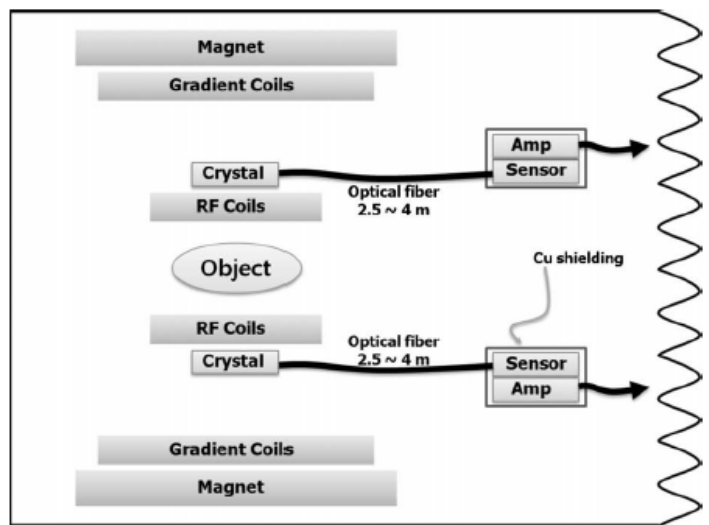 Magnet
Gradient Coils
Amp
Crystal
Sensor
Optical fiber
2.5 ~ 4 m
RF Coils
Object
Cu shielding
RF Coils
Optical fiber
2.5 ~ 4 m
Crystal
Sensor
Amp
Gradient Coils
Magnet